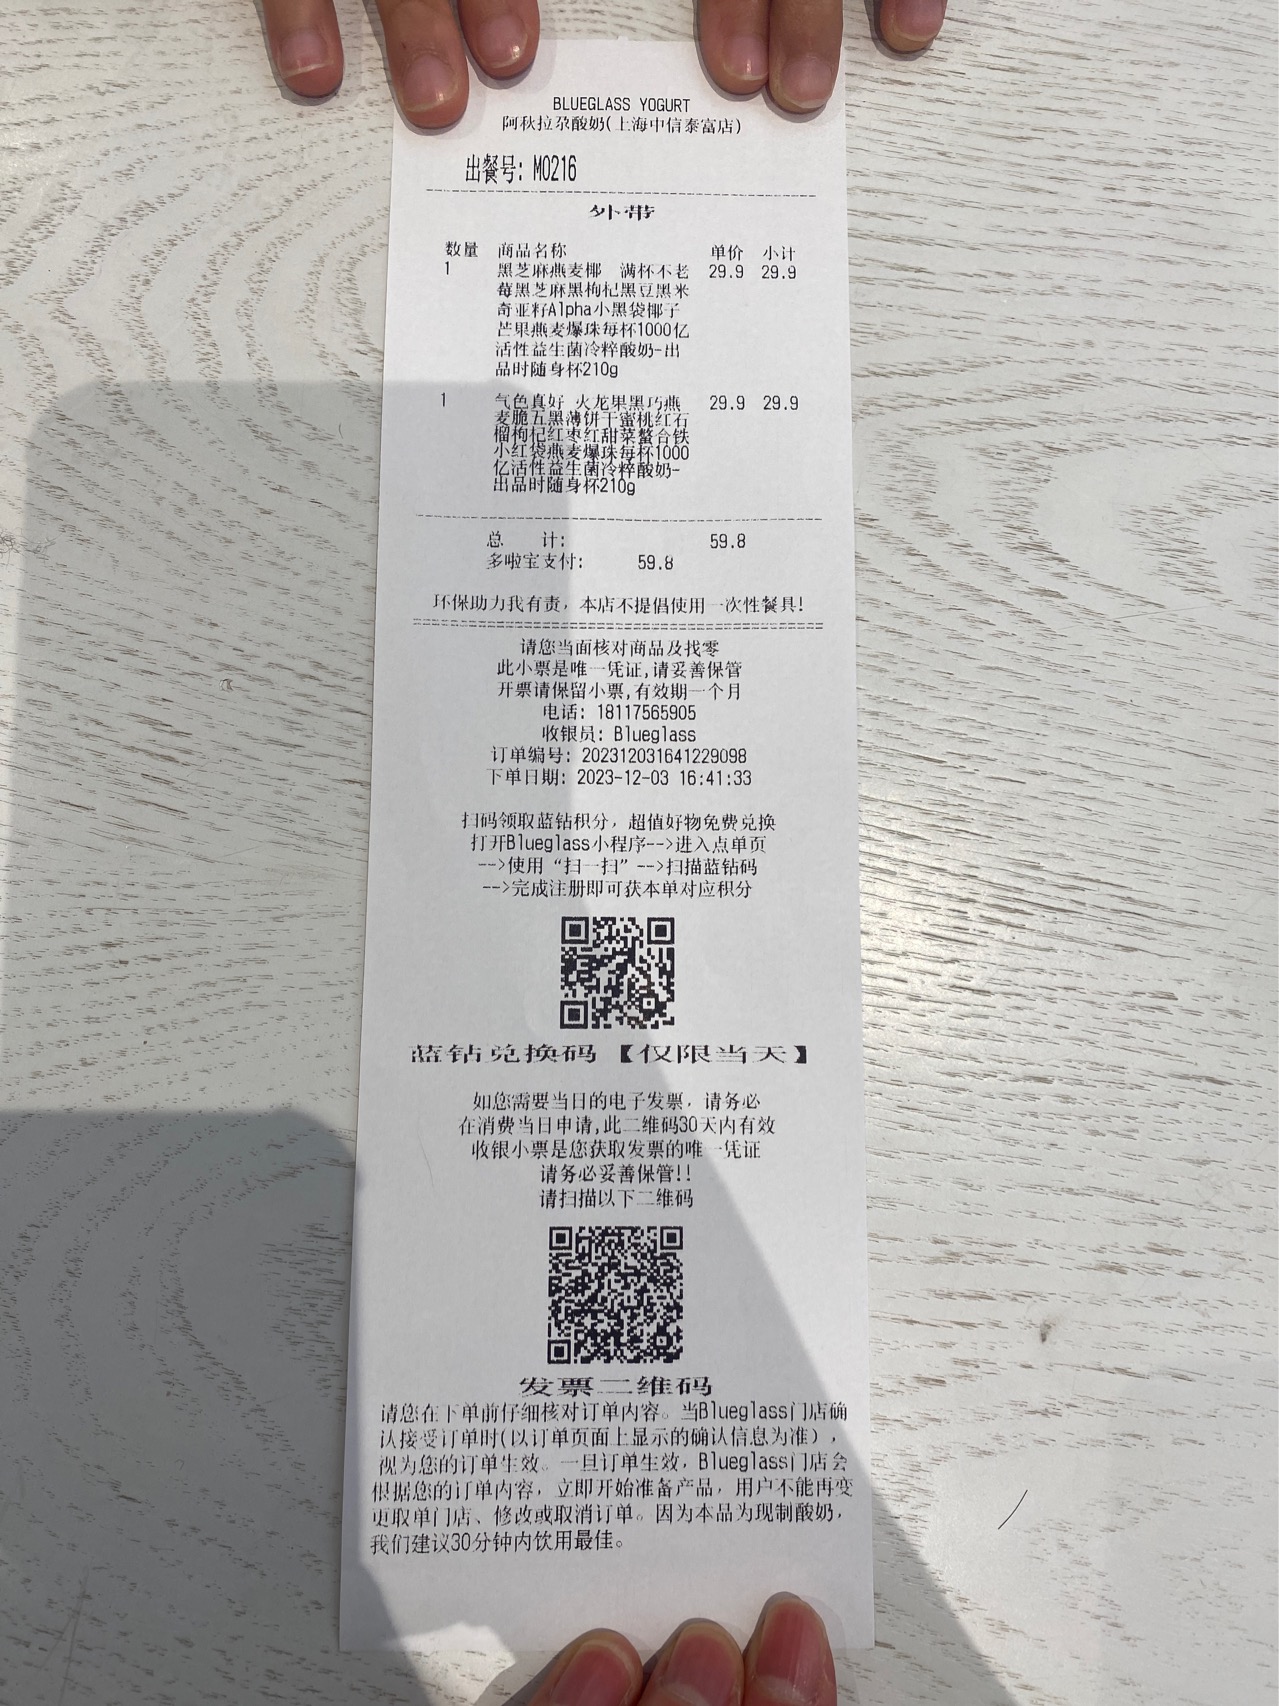 BLUEGLASS YOGURT
阿秋拉尕酸奶(上海中信泰富店)
出餐号: M0216
外带
数量 商品名称 单价 小计
1 黑芝麻燕麦椰 满杯不老 29.9 29.9
莓黑芝麻黑枸杞黑豆黑米
奇亚籽Alpha小黑袋椰子
芒果燕麦爆珠每杯1000亿
活性益生菌冷粹酸奶-出
品时随身杯210g
1 气色真好 火龙果黑巧燕 29.9 29.9
麦脆五黑薄饼干蜜桃红石
榴枸杞红枣红甜菜螯合铁
小红袋燕麦爆珠每杯1000
亿活性益生菌冷粹酸奶-
出品时随身杯210g
总 计: 59.8
多啦宝支付: 59.8
环保助力我有责，本店不提倡使用一次性餐具!
请您当面核对商品及找零
此小票是唯一凭证,请妥善保管
开票请保留小票,有效期一个月
电话: 18117565905
收银员: Blueglass
订单编号: 202312031641229098
下单日期: 2023-12-03 16:41:33
扫码领取蓝钻积分，超值好物免费兑换
打开Blueglass小程序-->进入点单页
-->使用“扫一扫”-->扫描蓝钻码
-->完成注册即可获本单对应积分
蓝钻兑换码【仅限当天】
如您需要当日的电子发票，请务必
在消费当日申请,此二维码30天内有效
收银小票是您获取发票的唯一凭证
请务必妥善保管!!
请扫描以下二维码
发票二维码
请您在下单前仔细核对订单内容。当Blueglass门店确
认接受订单时(以订单页面上显示的确认信息为准)，
视为您的订单生效。一旦订单生效，Blueglass门店会
根据您的订单内容，立即开始准备产品，用户不能再变
更取单门店、修改或取消订单。因为本品为现制酸奶，
我们建议30分钟内饮用最佳。